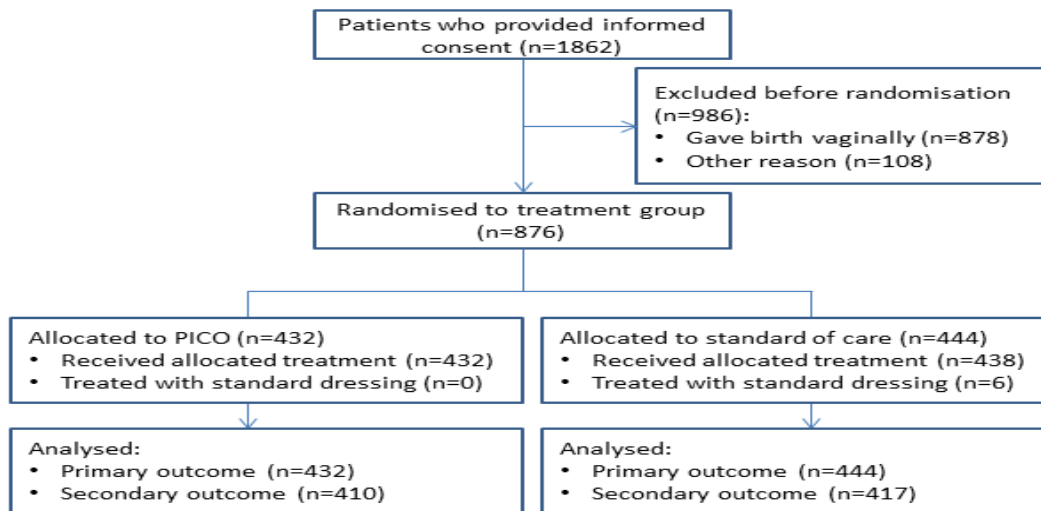 Patients who provided informed
consent (n=1862)
Excluded before randomisation
(n=986):
• Gave birth vaginally (n=878)
• Other reason (n=108)
Randomised to treatment group
(n=876)
Allocated to PICO (n=432)
• Received allocated treatment (n=432)
• Treated with standard dressing (n=0)
Allocated to standard of care (n=444)
• Received allocated treatment (n=438)
• Treated with standard dressing (n=6)
Analysed:
• Primary outcome (n=432)
• Secondary outcome (n=410)
Analysed:
• Primary outcome (n=444)
• Secondary outcome (n=417)